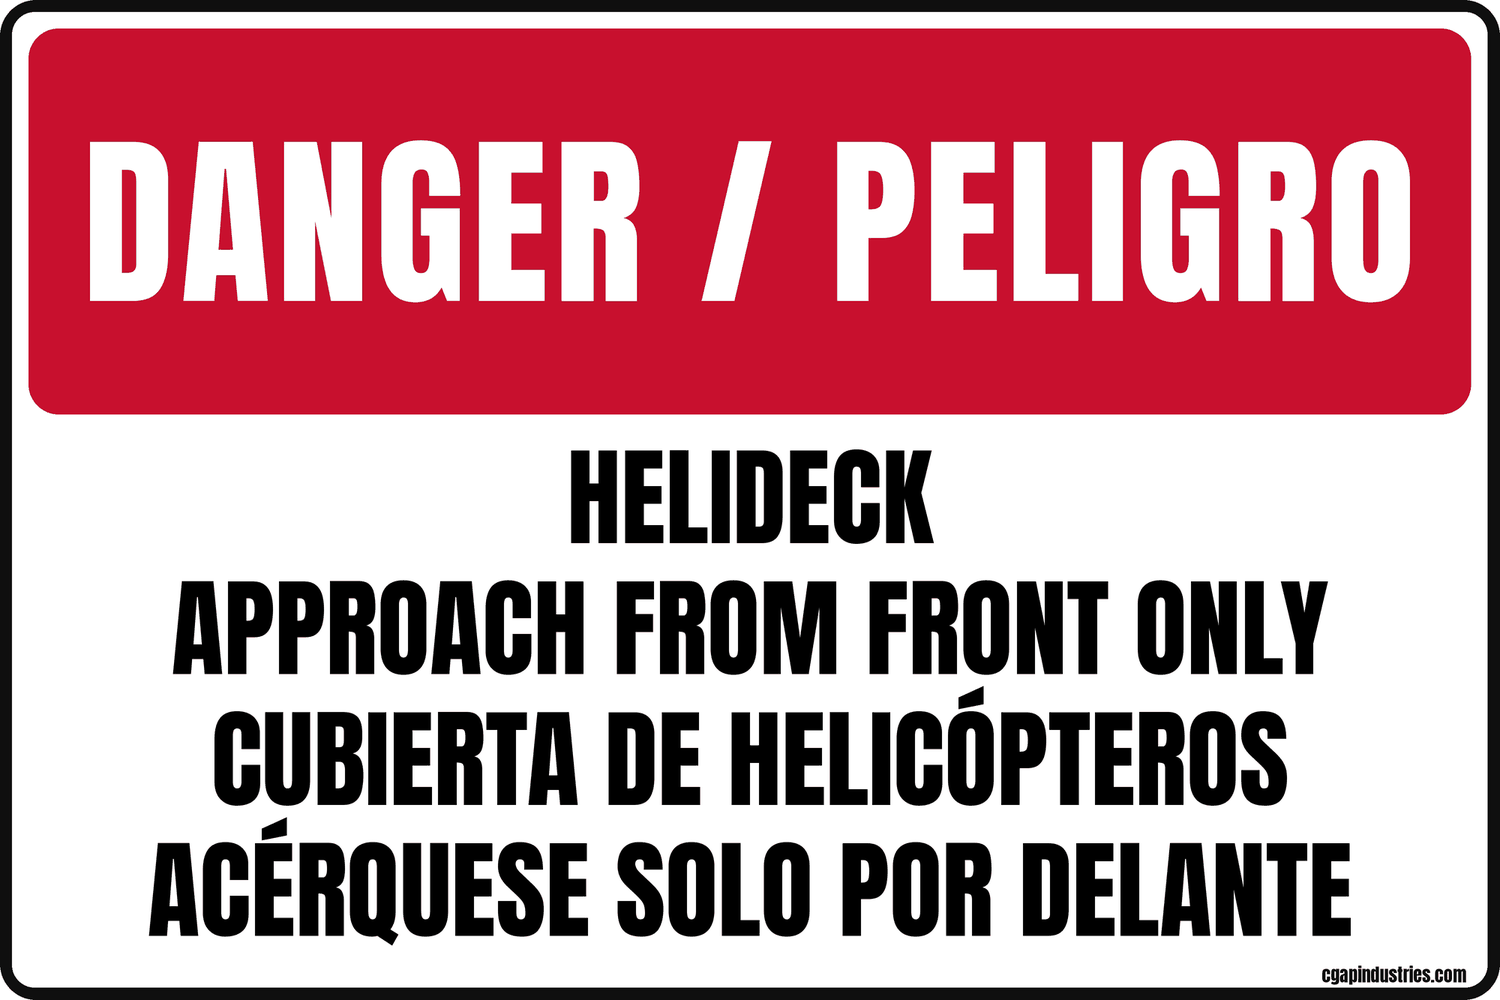 DANGER / PELIGRO
HELIDECK
APPROACH FROM FRONT ONLY
CUBIERTA DE HELICÓPTEROS
ACÉRQUESE SOLO POR DELANTE
cgapindustries.com